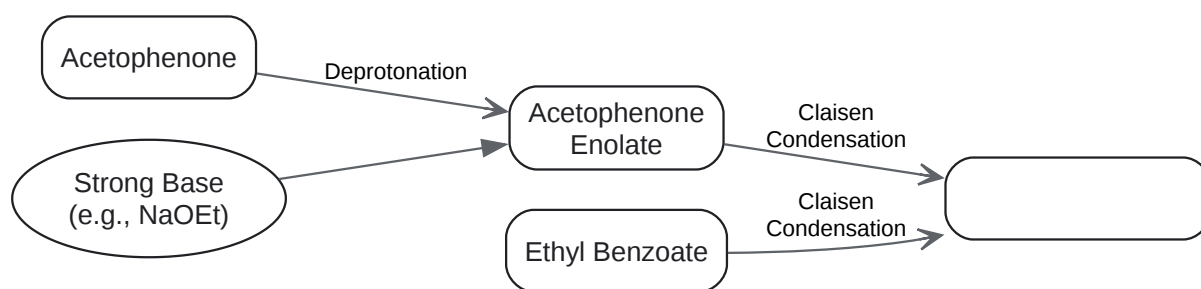 Acetophenone
Deprotonation
Strong Base
(e.g., NaOEt)
Acetophenone
Enolate
Claisen
Condensation
Ethyl Benzoate
Claisen
Condensation